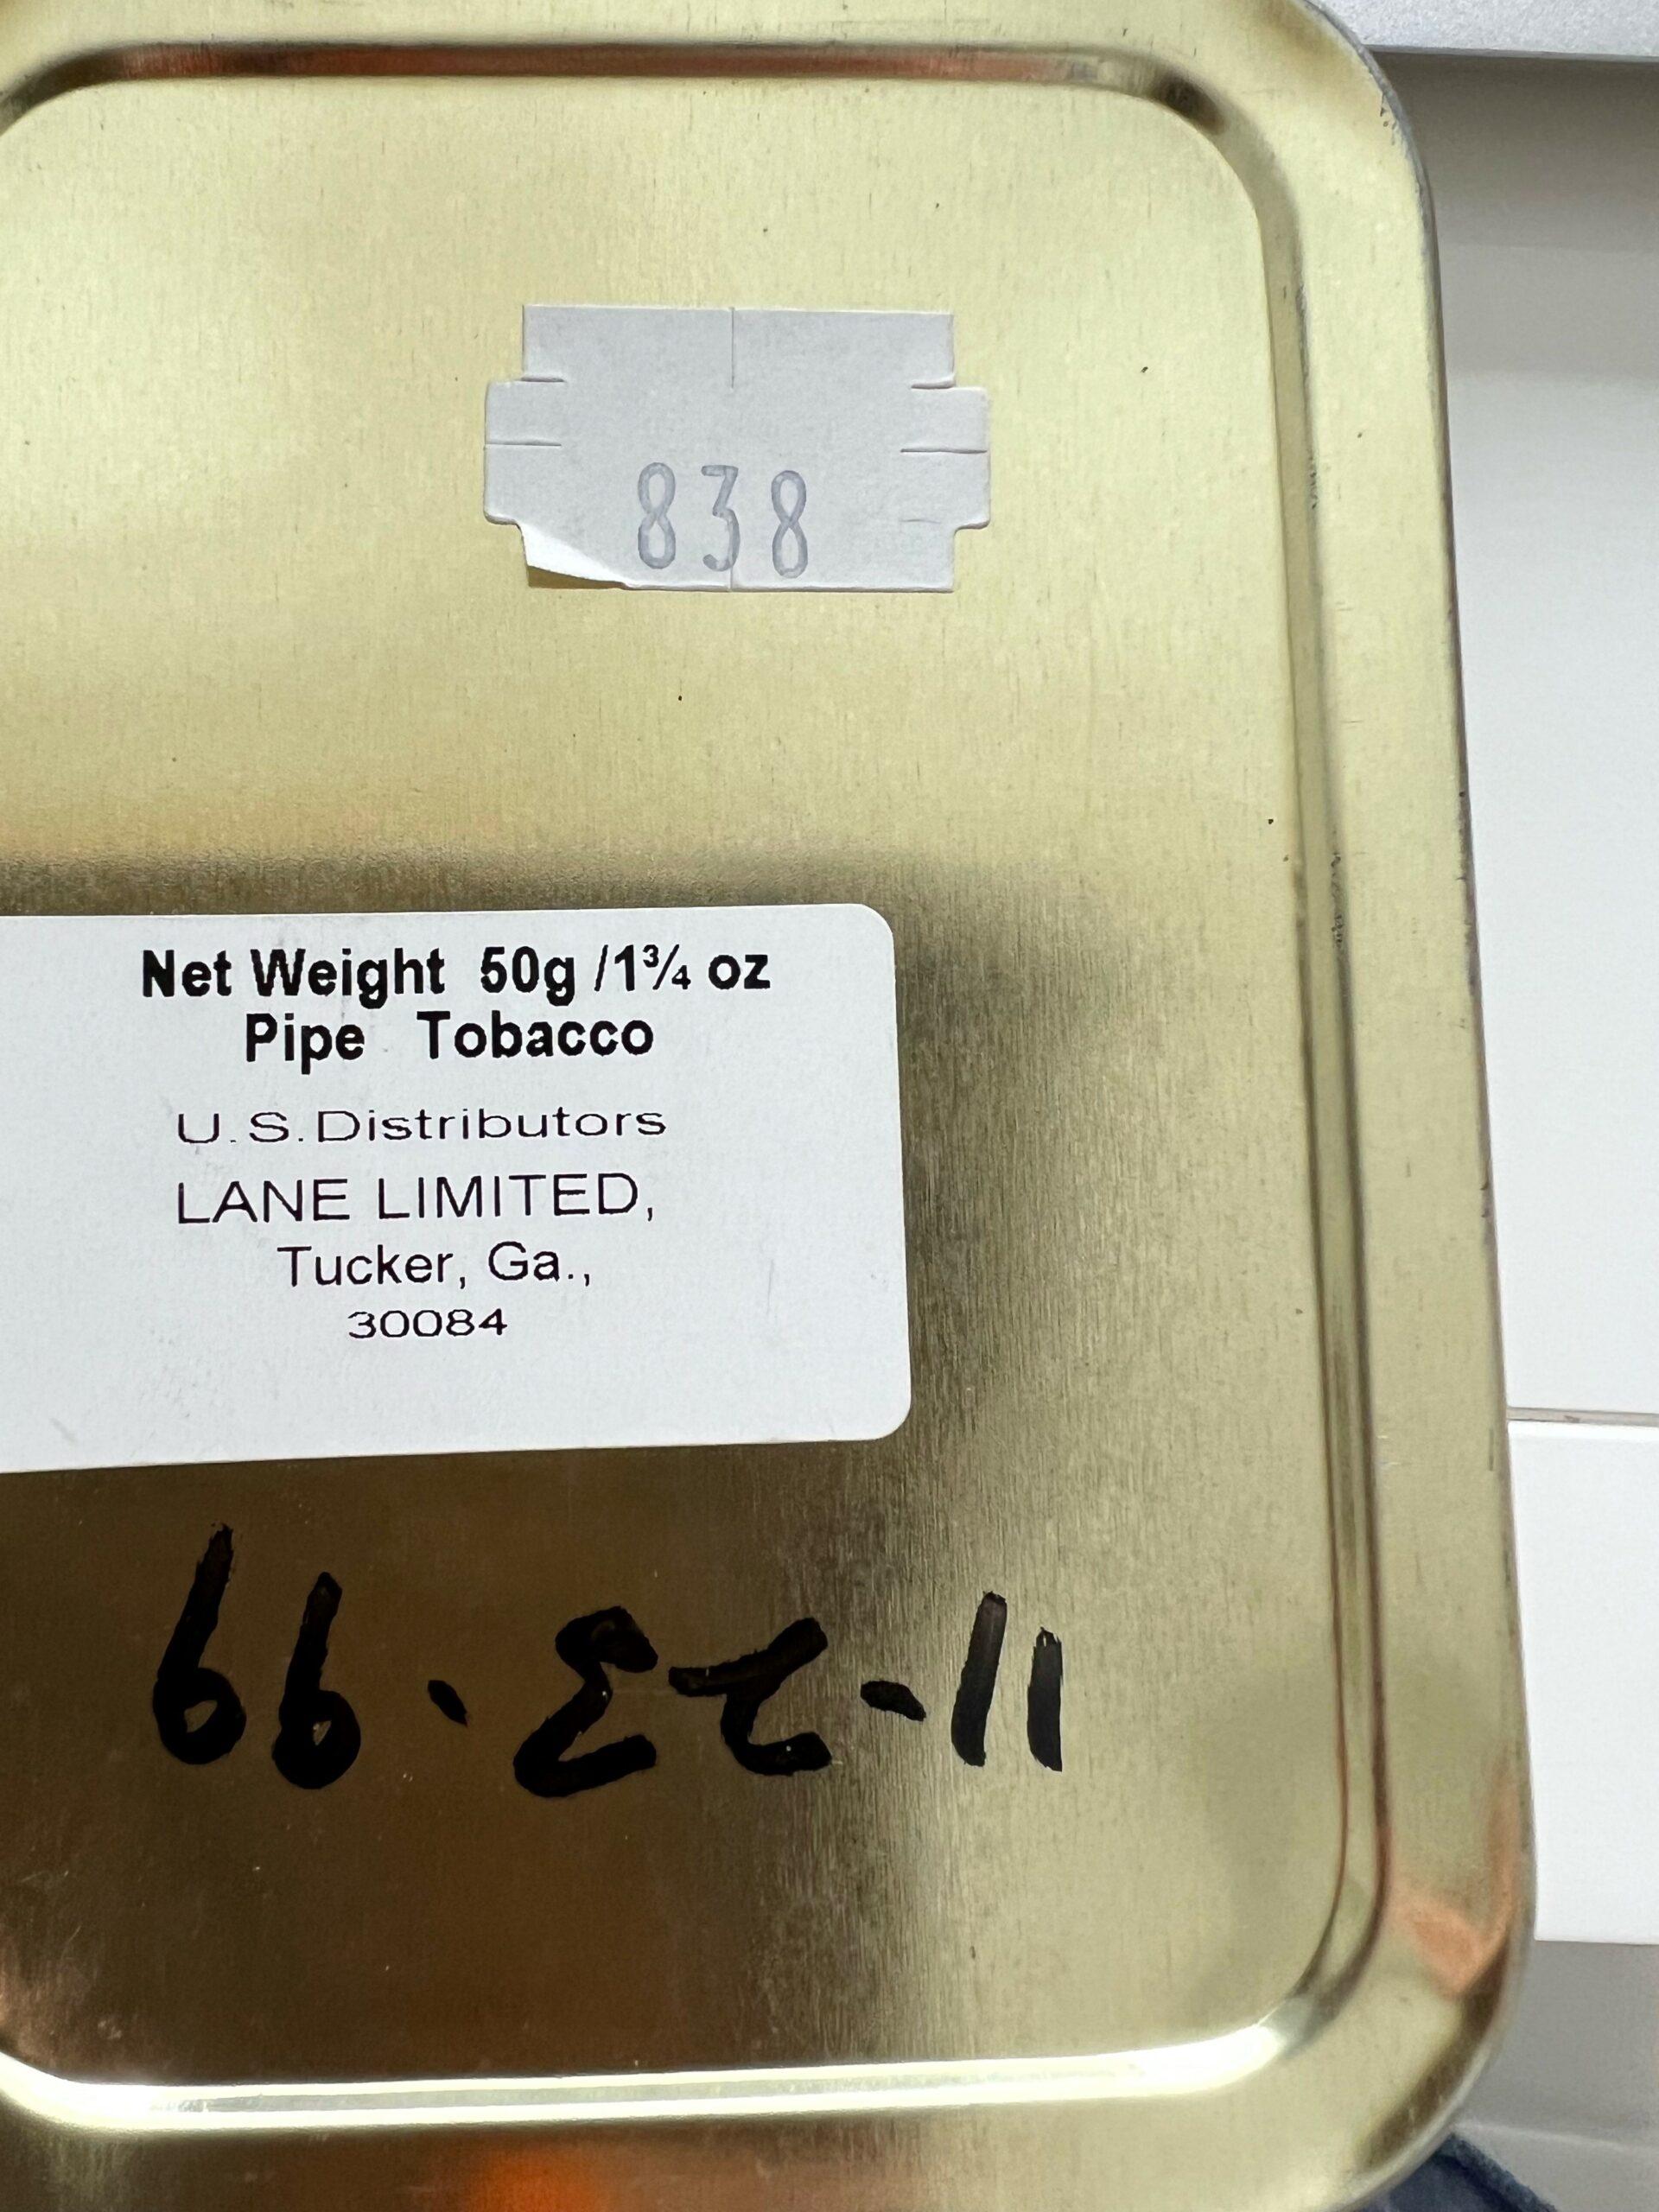 838
Net Weight 50g /1¾ oz
Pipe Tobacco
U.S.Distributors
LANE LIMITED,
Tucker, Ga.,
30084
11-23-99